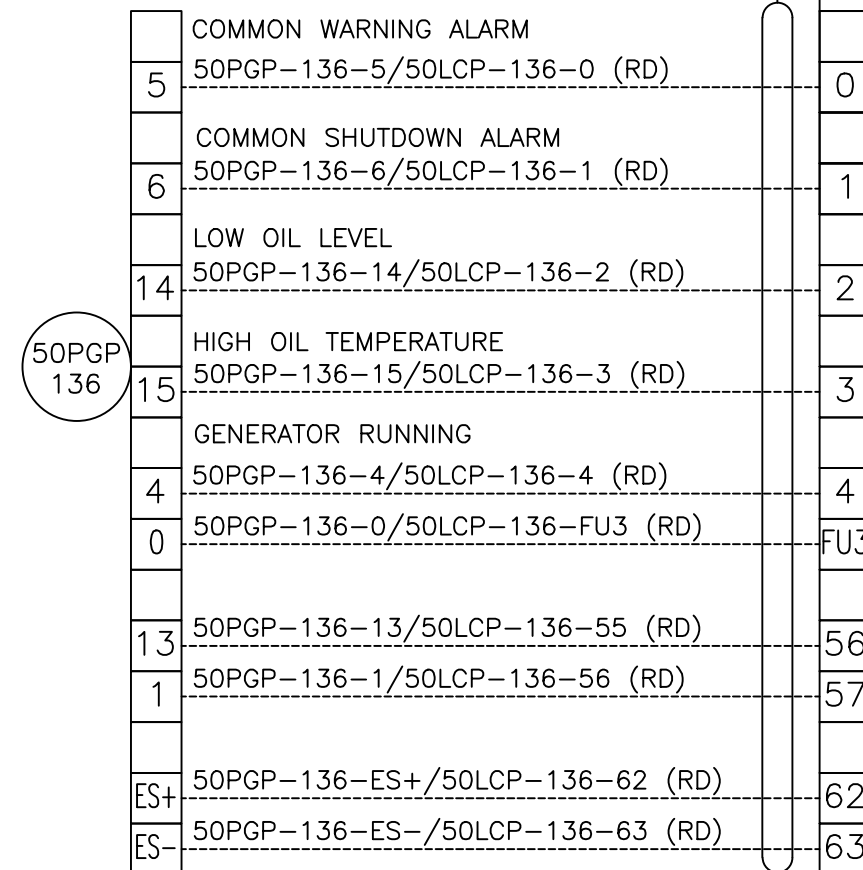 COMMON WARNING ALARM
5 50PGP-136-5/50LCP-136-0 (RD) 0
COMMON SHUTDOWN ALARM
6 50PGP-136-6/50LCP-136-1 (RD) 1
LOW OIL LEVEL
14 50PGP-136-14/50LCP-136-2 (RD) 2
50PGP
136
HIGH OIL TEMPERATURE
15 50PGP-136-15/50LCP-136-3 (RD) 3
GENERATOR RUNNING
4 50PGP-136-4/50LCP-136-4 (RD) 4
0 50PGP-136-0/50LCP-136-FU3 (RD) FU3
13 50PGP-136-13/50LCP-136-55 (RD) 56
1 50PGP-136-1/50LCP-136-56 (RD) 57
ES+ 50PGP-136-ES+/50LCP-136-62 (RD) 62
ES- 50PGP-136-ES-/50LCP-136-63 (RD) 63